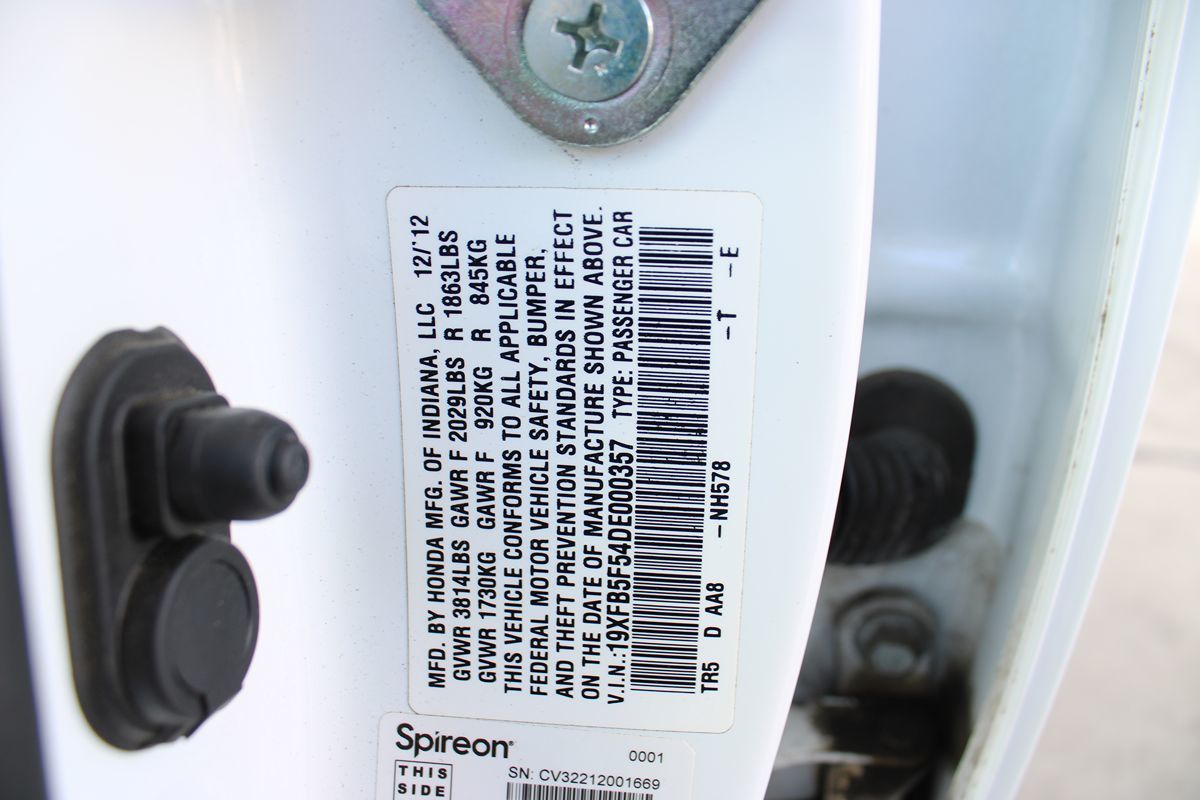 MFD. BY HONDA MFG. OF INDIANA, LLC 12/'12
GVWR 3814LBS GAWR F 2029LBS R 1863LBS
GVWR 1730KG GAWR F 920KG R 845KG
THIS VEHICLE CONFORMS TO ALL APPLICABLE
FEDERAL MOTOR VEHICLE SAFETY, BUMPER,
AND THEFT PREVENTION STANDARDS IN EFFECT
ON THE DATE OF MANUFACTURE SHOWN ABOVE.
V.I.N.:19XFB5F54DE000357 TYPE: PASSENGER CAR
TR5 D AA8 -NH578 -T -E
Spireon®
0001
THIS
SIDE
SN: CV32212001669